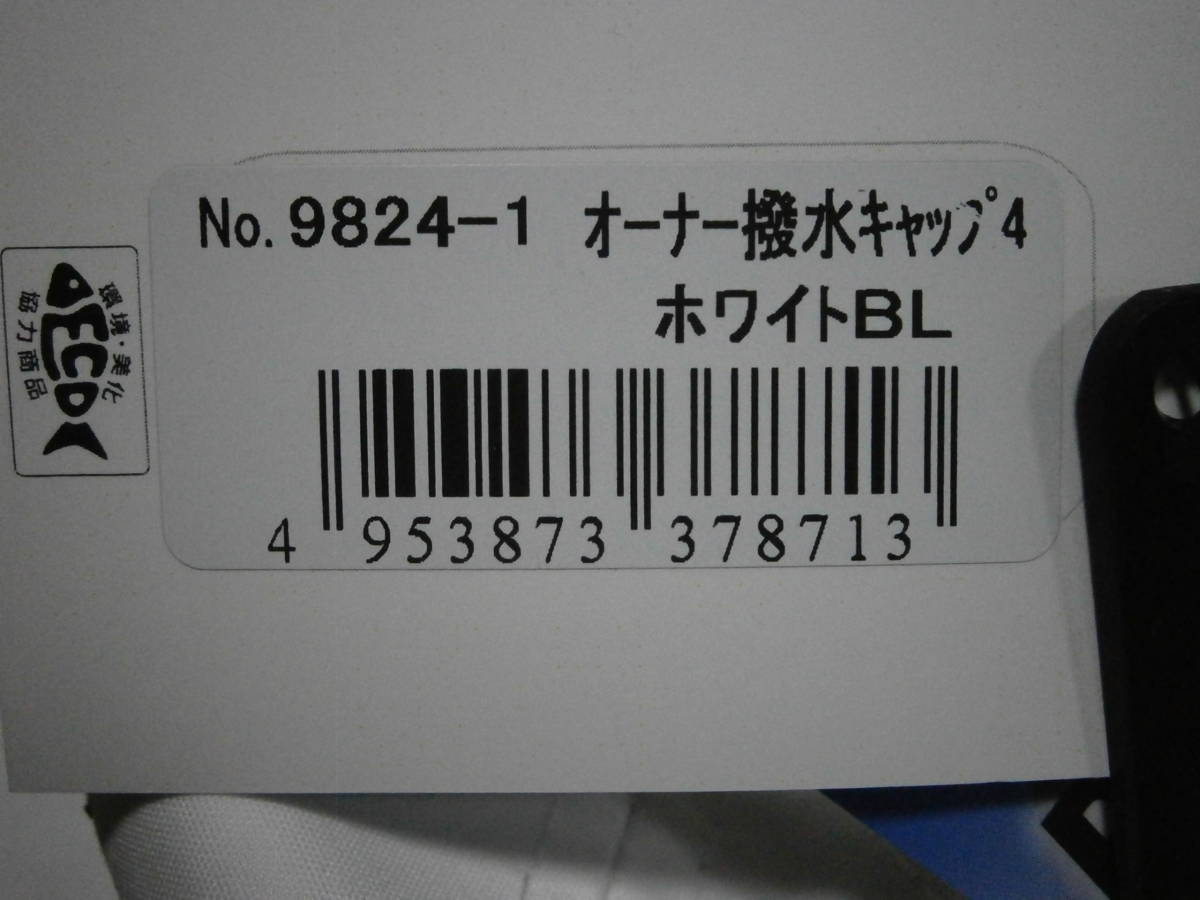 No. 9824-1 オーナー撥水キャップ4
ホワイトBL
4 953873 378713
環境・美化
ECO
協力商品